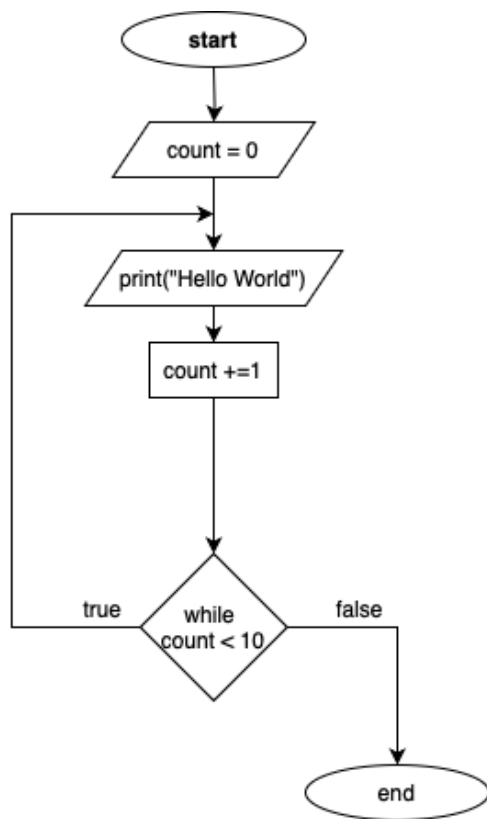 start
count = 0
print("Hello World")
count +=1
true
while
count < 10
false
end